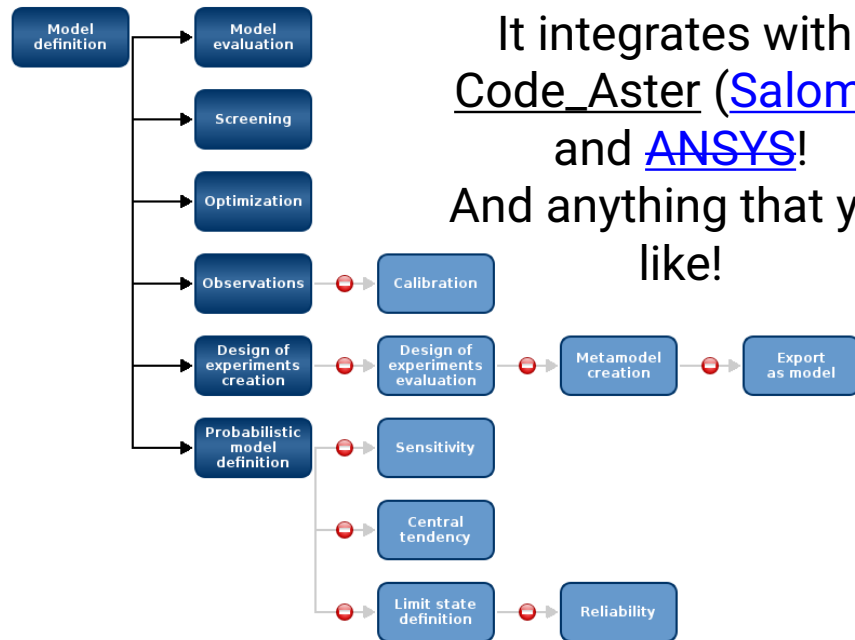 Model
definition
Model
evaluation
Screening
Optimization
Observations
Calibration
Design of
experiments
creation
Design of
experiments
evaluation
Metamodel
creation
Export
as model
Probabilistic
model
definition
Sensitivity
Central
tendency
Limit state
definition
Reliability
It integrates with
Code_Aster (Salom
and ANSYS!
And anything that y
like!